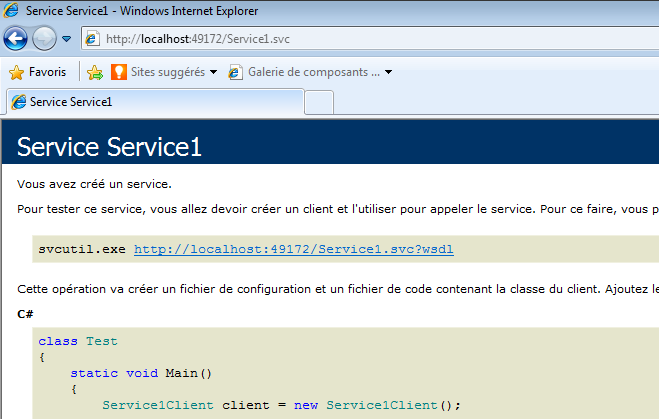 Service Service1 - Windows Internet Explorer
http://localhost:49172/Service1.svc
Favoris Sites suggérés Galerie de composants ...
Service Service1
Service Service1
Vous avez créé un service.
Pour tester ce service, vous allez devoir créer un client et l'utiliser pour appeler le service. Pour ce faire, vous p
svcutil.exe http://localhost:49172/Service1.svc?wsdl
Cette opération va créer un fichier de configuration et un fichier de code contenant la classe du client. Ajoutez le
C#
class Test
{
static void Main()
{
Service1Client client = new Service1Client();